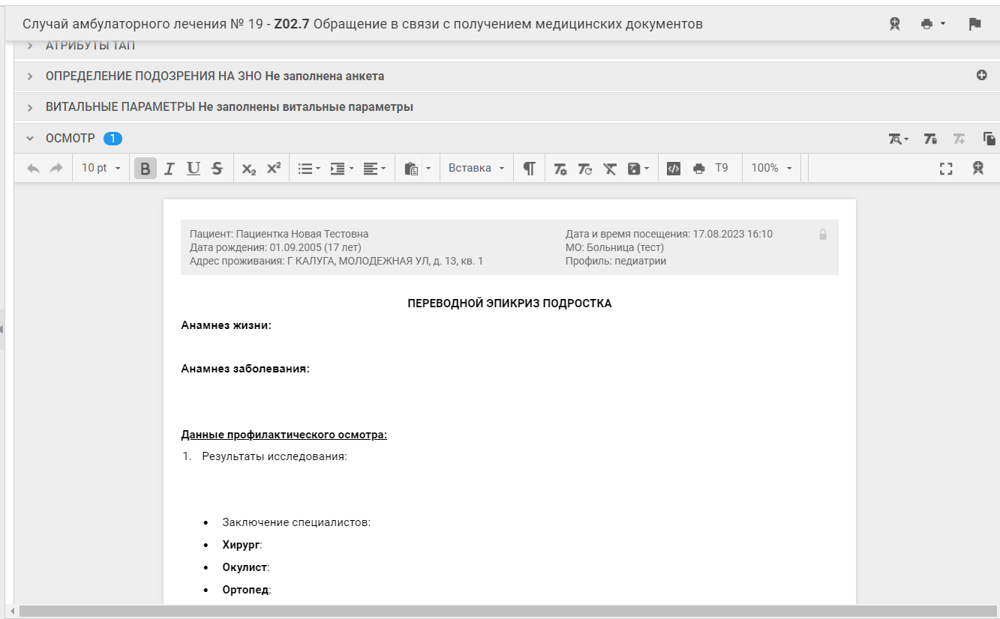 Случай амбулаторного лечения № 19 - Z02.7 Обращение в связи с получением медицинских документов
АТРИБУТЫ ТАП
ОПРЕДЕЛЕНИЕ ПОДОЗРЕНИЯ НА ЗНО Не заполнена анкета
ВИТАЛЬНЫЕ ПАРАМЕТРЫ Не заполнены витальные параметры
ОСМОТР 1
10 pt B I U S x₂ x² Вставка ¶ T9 100%
Пациент: Пациентка Новая Тестовна
Дата рождения: 01.09.2005 (17 лет)
Адрес проживания: Г КАЛУГА, МОЛОДЕЖНАЯ УЛ, д. 13, кв. 1
Дата и время посещения: 17.08.2023 16:10
МО: Больница (тест)
Профиль: педиатрии
ПЕРЕВОДНОЙ ЭПИКРИЗ ПОДРОСТКА
Анамнез жизни:
Анамнез заболевания:
Данные профилактического осмотра:
1. Результаты исследования:
• Заключение специалистов:
• Хирург:
• Окулист:
• Ортопед: